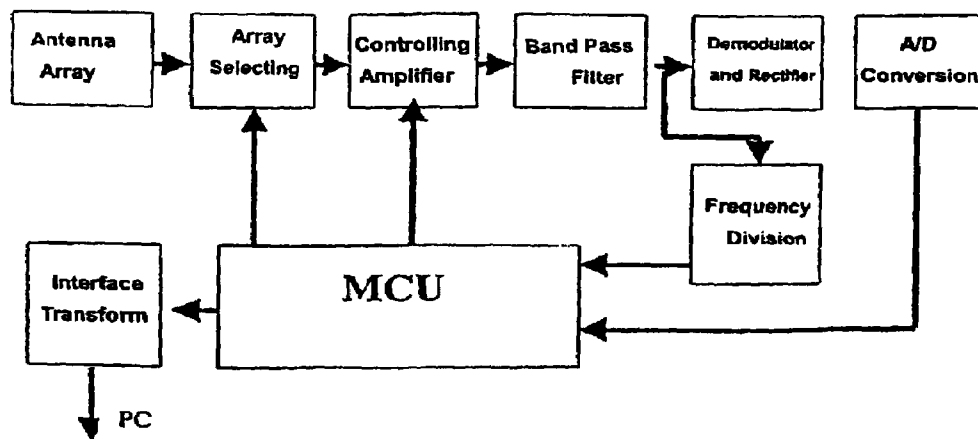 Antenna
Array
Array
Selecting
Controlling
Amplifier
Band Pass
Filter
Demodulator
and Rectifier
A/D
Conversion
Frequency
Division
Interface
Transform
MCU
PC